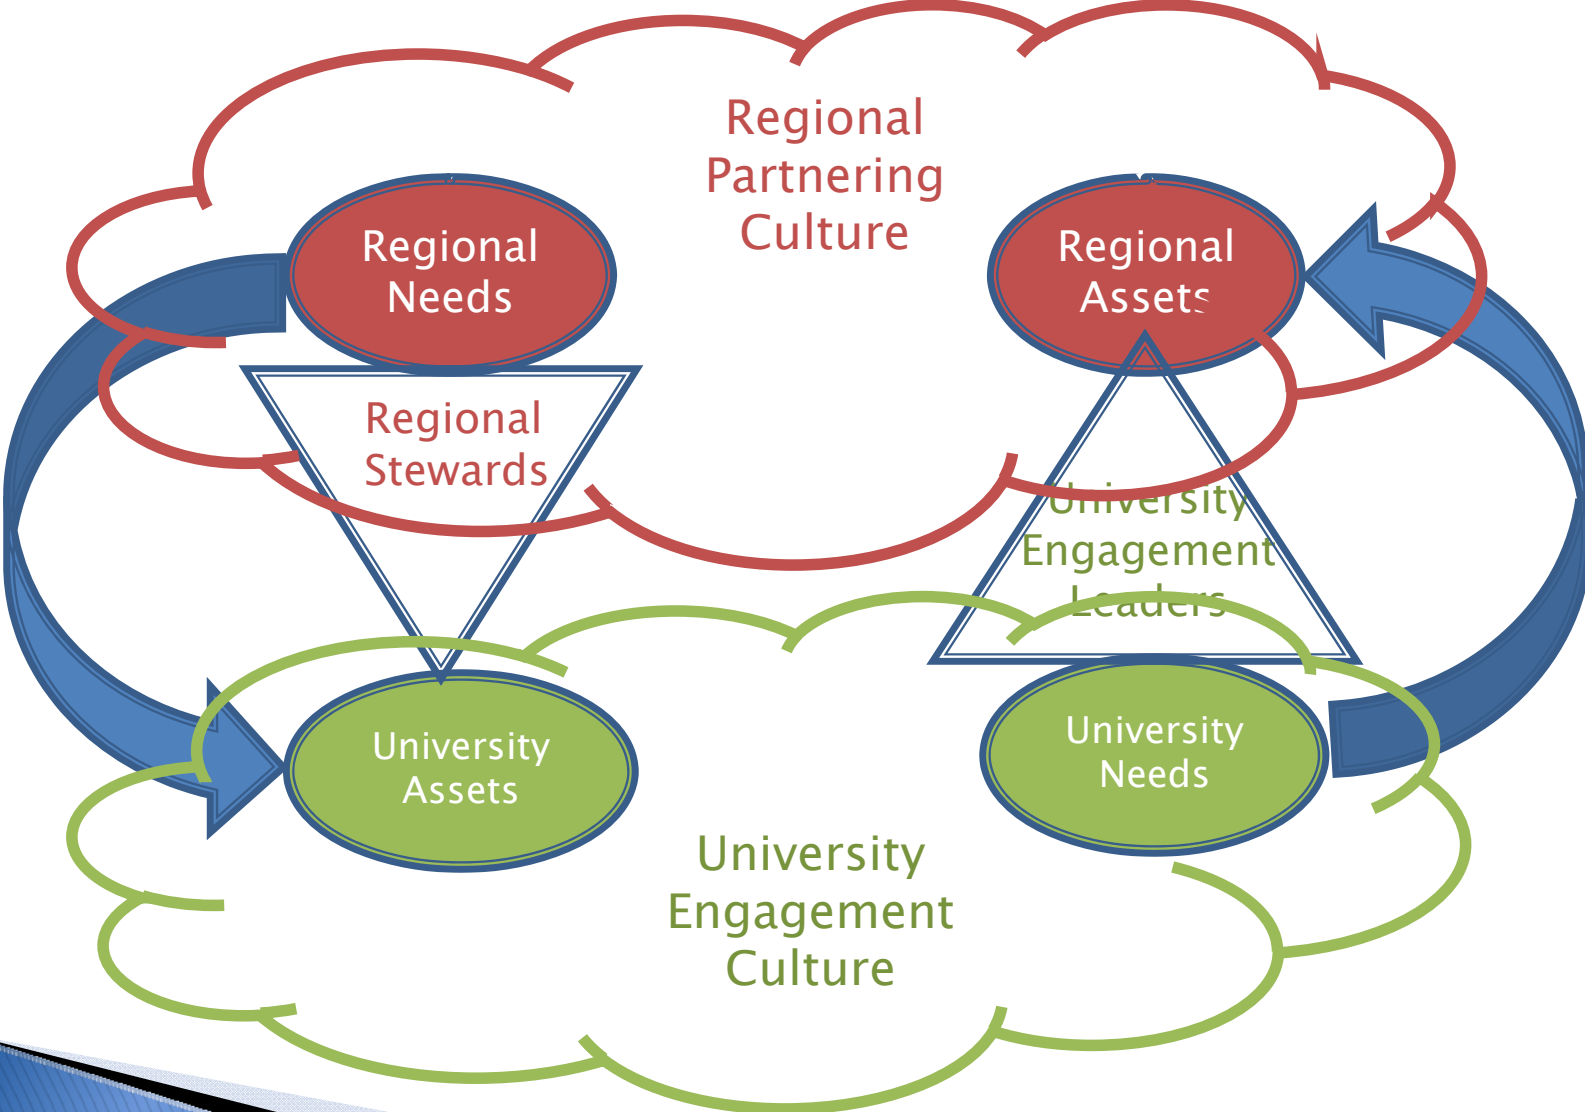 Regional
Partnering
Culture
Regional
Needs
Regional
Assets
Regional
Stewards
University
Engagement
Leaders
University
Assets
University
Needs
University
Engagement
Culture